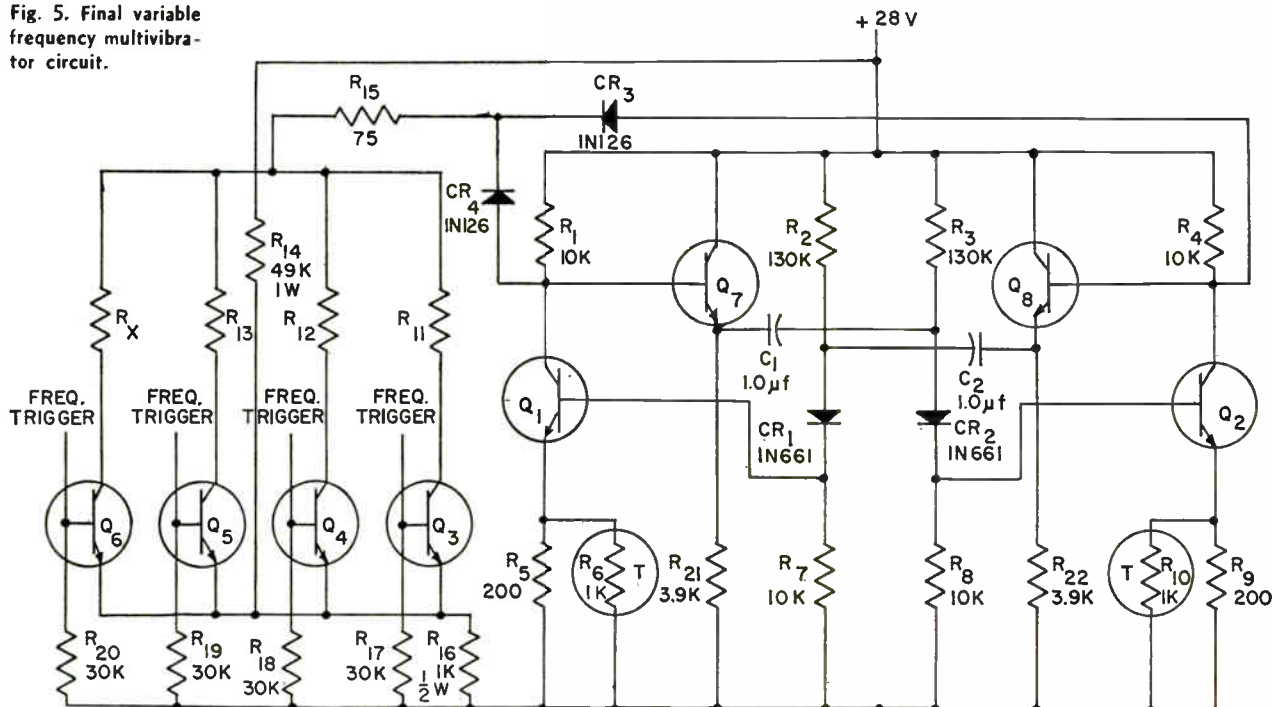 Fig. 5. Final variable
frequency multivibra-
tor circuit.
+ 28 V
R15
75
CR3
1N126
CR4
1N126
R14
49K
1W
R1
10K
R2
130K
R3
130K
R4
10K
RX
R13
R12
R11
Q7
Q8
C1
1.0μf
C2
1.0μf
FREQ.
TRIGGER
FREQ.
TRIGGER
FREQ.
TRIGGER
FREQ.
TRIGGER
Q1
CR1
1N661
CR2
1N661
Q2
Q6
Q5
Q4
Q3
R5
200
R6
1K
T
R21
3.9K
R7
10K
R8
10K
R22
3.9K
T
R10
1K
R9
200
R20
30K
R19
30K
R18
30K
R17
30K
R16
1K
1/2 W